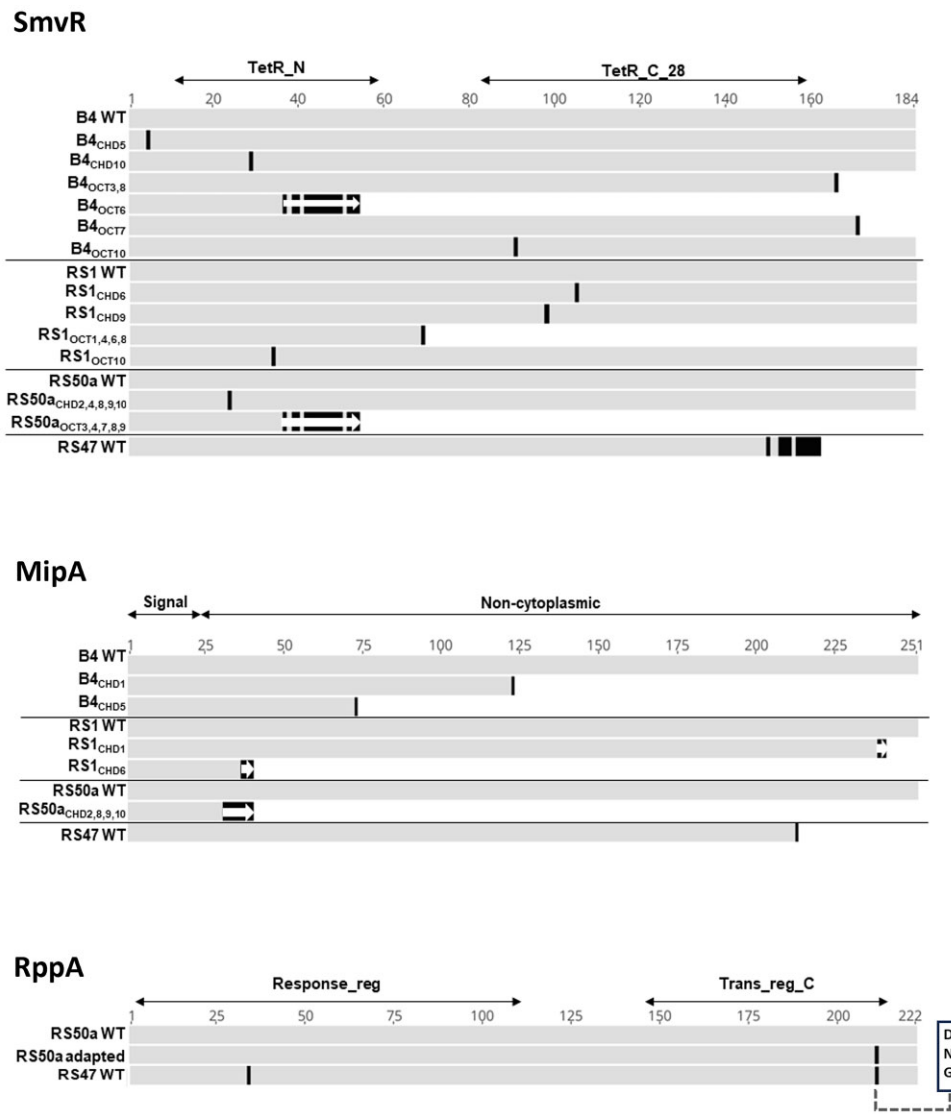 SmvR
TetR_N TetR_C_28
1 20 40 60 80 100 120 140 160 184
B4 WT
B4CHD5
B4CHD10
B4OCT3,8
B4OCT6
B4OCT7
B4OCT10
RS1 WT
RS1CHD6
RS1CHD9
RS1OCT1,4,6,8
RS1OCT10
RS50a WT
RS50aCHD2,4,8,9,10
RS50aOCT3,4,7,8,9
RS47 WT
MipA
Signal Non-cytoplasmic
1 25 50 75 100 125 150 175 200 225 251
B4 WT
B4CHD1
B4CHD5
RS1 WT
RS1CHD1
RS1CHD6
RS50a WT
RS50aCHD2,8,9,10
RS47 WT
RppA
Response_reg Trans_reg_C
1 25 50 75 100 125 150 175 200 222
RS50a WT D
RS50a adapted N
RS47 WT G